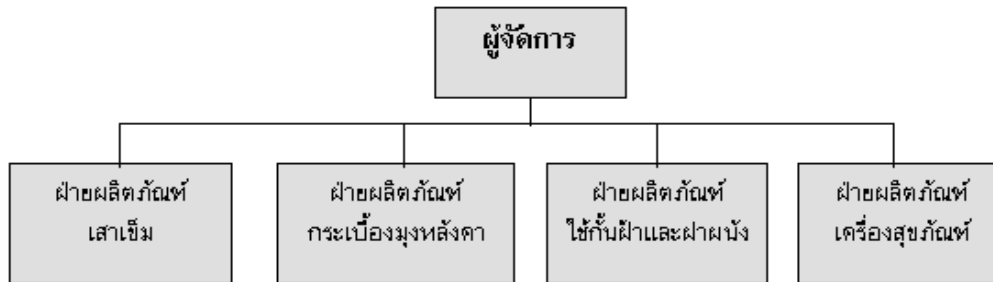 ผู้จัดการ
ฝ่ายผลิตภัณฑ์
เสาเข็ม
ฝ่ายผลิตภัณฑ์
กระเบื้องมุงหลังคา
ฝ่ายผลิตภัณฑ์
ใช้กั้นฝ้าและฝาผนัง
ฝ่ายผลิตภัณฑ์
เครื่องสุขภัณฑ์